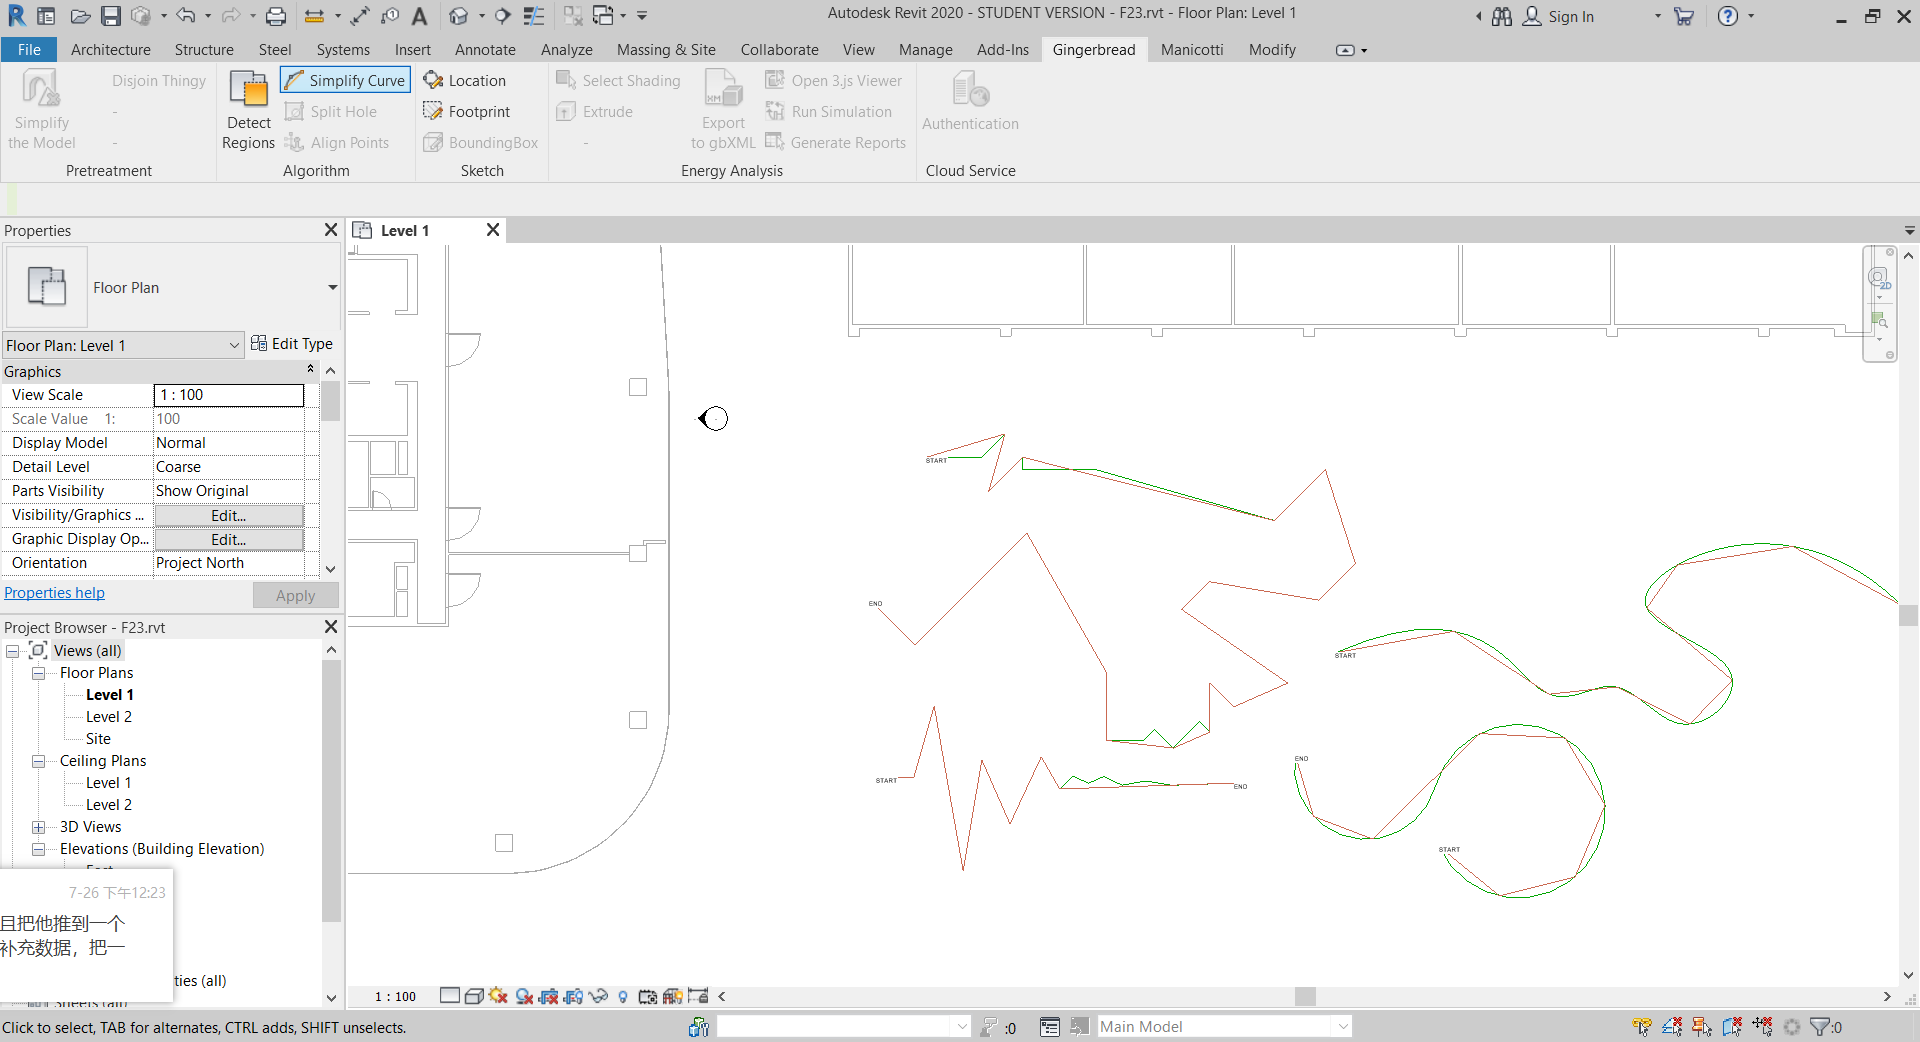 Autodesk Revit 2020 - STUDENT VERSION - F23.rvt - Floor Plan: Level 1
Sign In
File
Architecture
Structure
Steel
Systems
Insert
Annotate
Analyze
Massing & Site
Collaborate
View
Manage
Add-Ins
Gingerbread
Manicotti
Modify
Simplify
the Model
Disjoin Thingy
-
-
Pretreatment
Detect
Regions
Simplify Curve
Split Hole
Align Points
Algorithm
Location
Footprint
BoundingBox
Sketch
Select Shading
Extrude
-
Export
to gbXML
Open 3.js Viewer
Run Simulation
Generate Reports
Energy Analysis
Authentication
Cloud Service
Properties
Floor Plan
Floor Plan: Level 1
Edit Type
Graphics
View Scale 1 : 100
Scale Value 1: 100
Display Model Normal
Detail Level Coarse
Parts Visibility Show Original
Visibility/Graphics ... Edit...
Graphic Display Op... Edit...
Orientation Project North
Properties help
Apply
Project Browser - F23.rvt
Views (all)
Floor Plans
Level 1
Level 2
Site
Ceiling Plans
Level 1
Level 2
3D Views
Elevations (Building Elevation)
7-26 下午12:23
且把他推到一个
补充数据，把一
ties (all)
Level 1
2D
START
END
START
END
START
END
START
1 : 100
Click to select, TAB for alternates, CTRL adds, SHIFT unselects.
:0
Main Model
:0